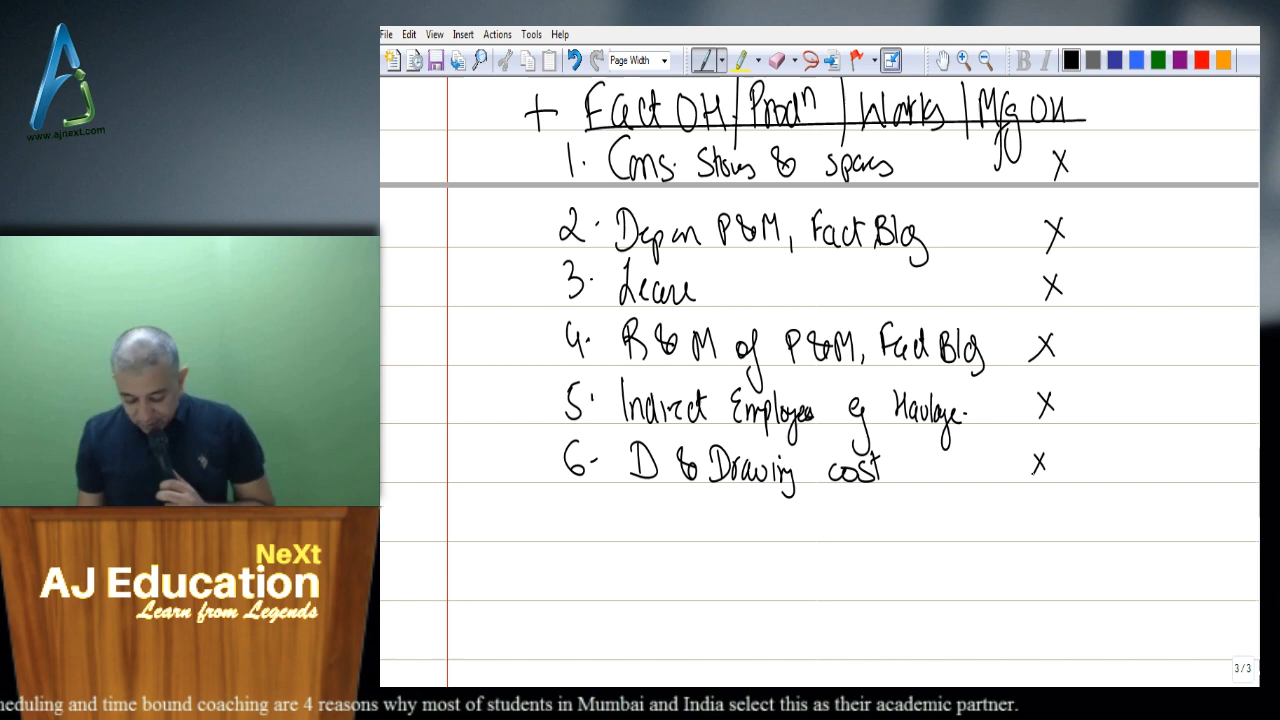 www.ajnext.com
File Edit View Insert Actions Tools Help
Page Width
B I
+ Fact OH / Prodn / Works / Mfg OH
1. Cons. Stores & spares X
2. Dep on P&M, Fact Bldg X
3. Lease X
4. R & M of P&M, Fact Bldg X
5. Indirect Employee eg Haulage. X
6- D & Drawing cost X
3/3
NeXt
AJ Education
Learn from Legends
heduling and time bound coaching are 4 reasons why most of students in Mumbai and India select this as their academic partner.